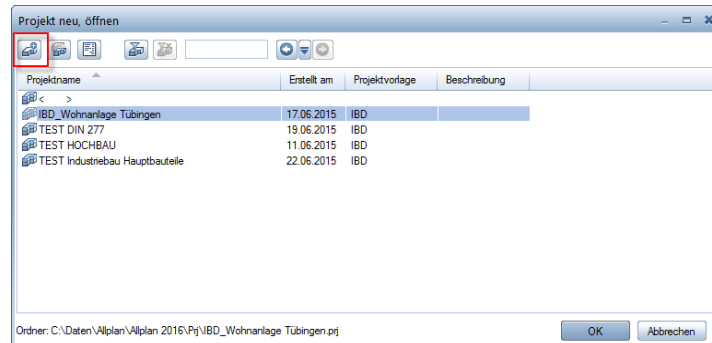 Projekt neu, öffnen
Projektname Erstellt am Projektvorlage Beschreibung
< >
IBD_Wohnanlage Tübingen 17.06.2015 IBD
TEST DIN 277 19.06.2015 IBD
TEST HOCHBAU 11.06.2015 IBD
TEST Industriebau Hauptbauteile 22.06.2015 IBD
Ordner: C:\Daten\Allplan\Allplan 2016\Prj\IBD_Wohnanlage Tübingen.prj OK Abbrechen